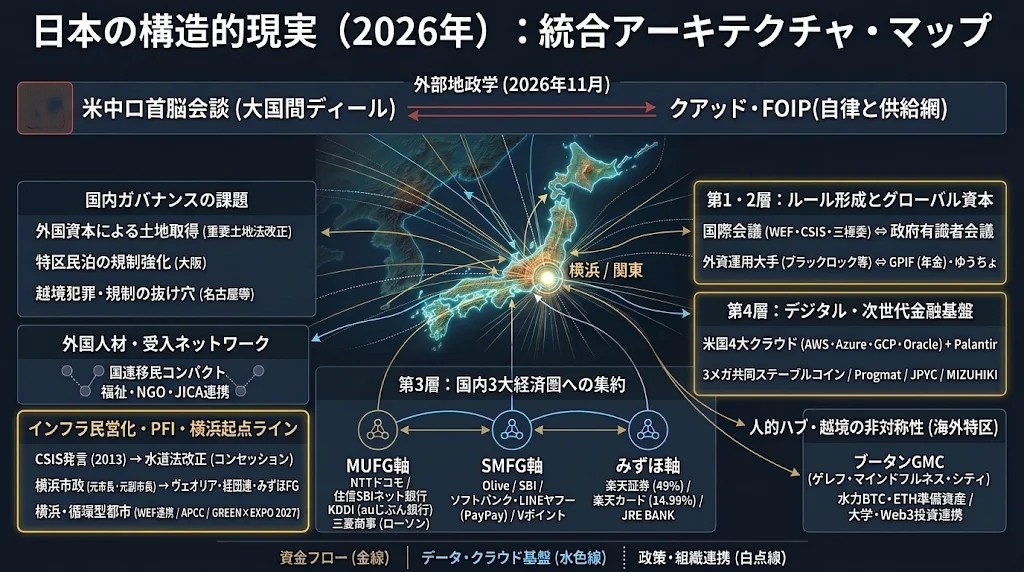 日本の構造的現実（2026年）：統合アーキテクチャ・マップ
外部地政学 (2026年11月)
米中ロ首脳会談 (大国間ディール)
クアッド・FOIP(自律と供給網)
国内ガバナンスの課題
外国資本による土地取得 (重要土地法改正)
特区民泊の規制強化 (大阪)
越境犯罪・規制の抜け穴 (名古屋等)
外国人材・受入ネットワーク
国連移民コンパクト
福祉・NGO・JICA連携
インフラ民営化・PFI・横浜起点ライン
CSIS発言 (2013) → 水道法改正 (コンセッション)
横浜市政 (元市長・元副市長) → ヴェオリア・経団連・みずほFG
横浜・循環型都市 (WEF連携 / APCC / GREEN×EXPO 2027)
横浜 / 関東
第3層：国内3大経済圏への集約
MUFG軸
NTTドコモ /
住信SBIネット銀行
KDDI (auじぶん銀行)
三菱商事 (ローソン)
SMFG軸
Olive / SBI /
ソフトバンク・LINEヤフー
(PayPay) / Vポイント
みずほ軸
楽天証券 (49%) /
楽天カード (14.99%) /
JRE BANK
第1・2層：ルール形成とグローバル資本
国際会議 (WEF・CSIS・三極委) ⇔ 政府有識者会議
外資運用大手 (ブラックロック等) ⇔ GPIF (年金)・ゆうちょ
第4層：デジタル・次世代金融基盤
米国4大クラウド (AWS・Azure・GCP・Oracle) + Palantir
3メガ共同ステーブルコイン / Progmat / JPYC / MIZUHIKI
人的ハブ・越境の非対称性 (海外特区)
ブータンGMC
(ゲレフ・マインドフルネス・シティ)
水力BTC・ETH準備資産 /
大学・Web3投資連携
資金フロー (金線)
データ・クラウド基盤 (水色線)
政策・組織連携 (白点線)